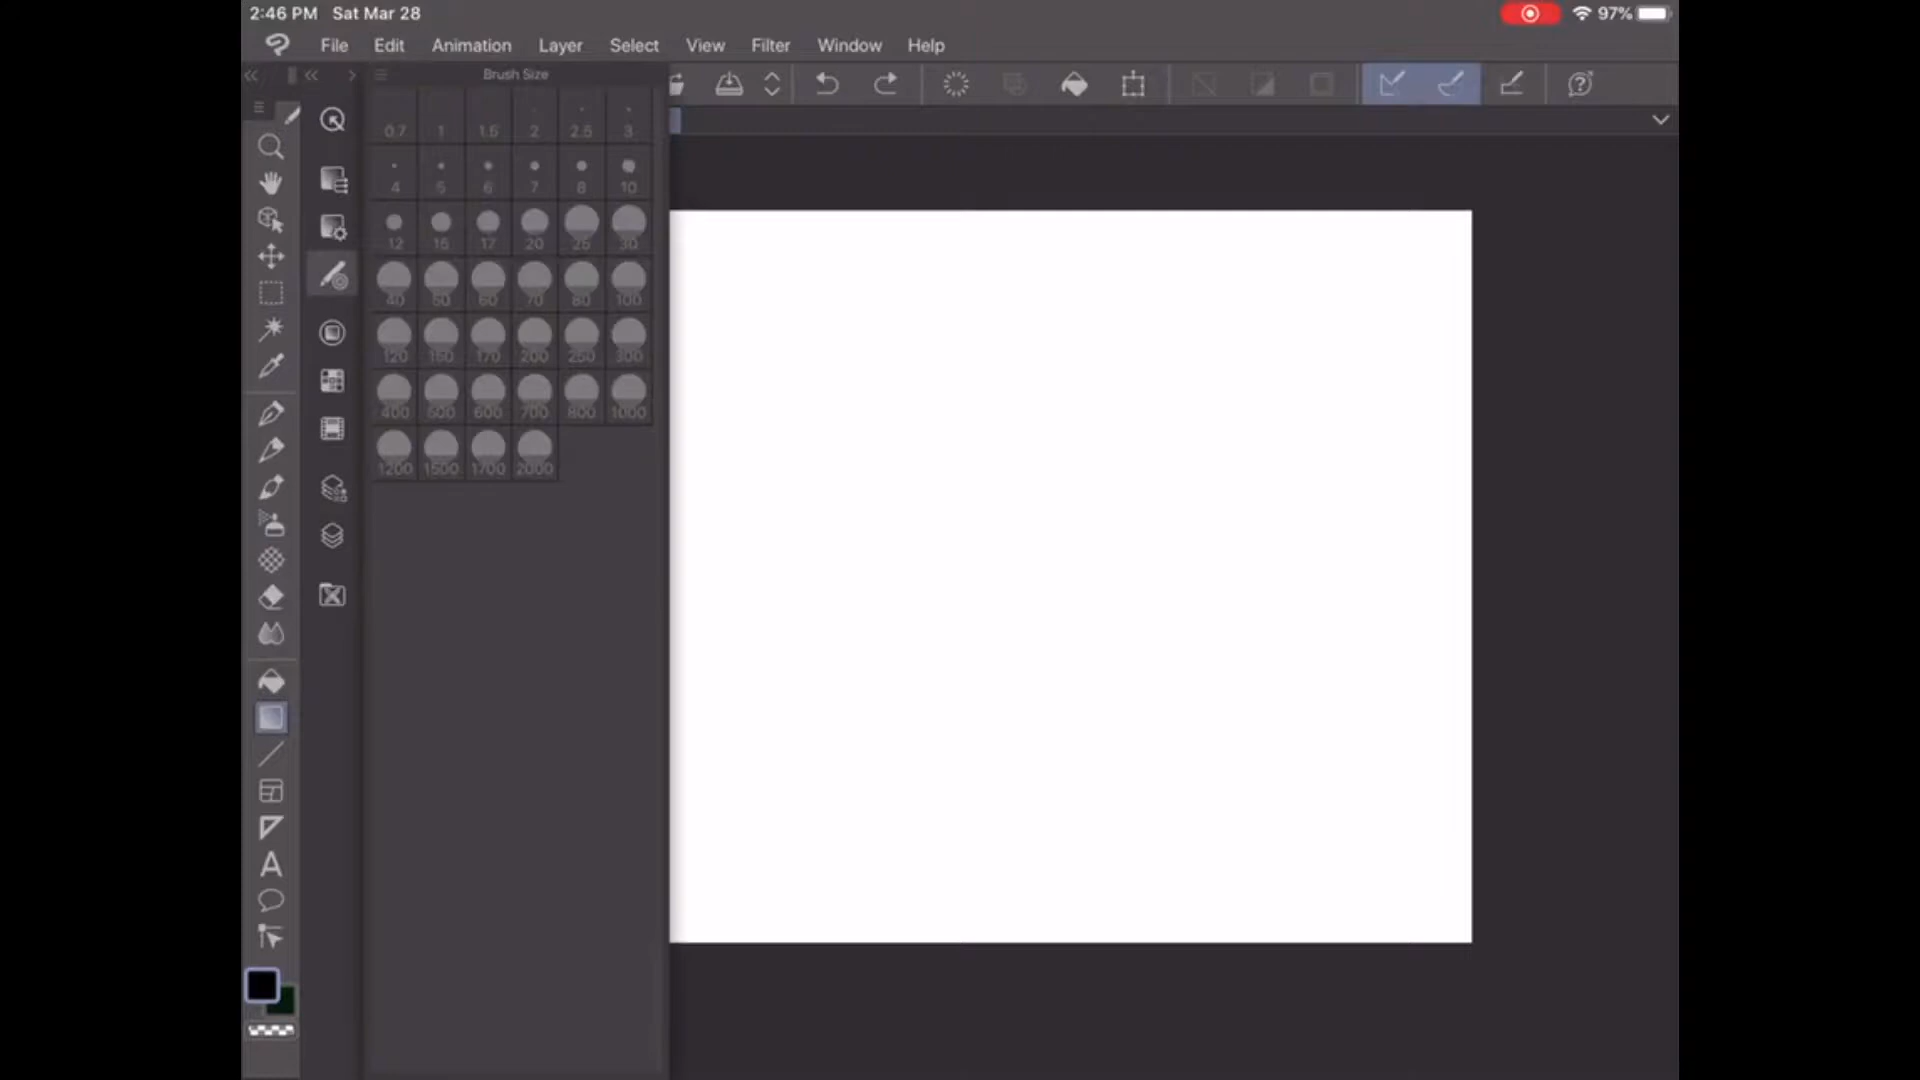 2:46 PM Sat Mar 28 97%
File Edit Animation Layer Select View Filter Window Help
Brush Size
0.7 1 1.5 2 2.5 3
4 5 6 7 8 10
12 15 17 20 25 30
40 50 60 70 80 100
120 150 170 200 250 300
400 500 600 700 800 1000
1200 1500 1700 2000